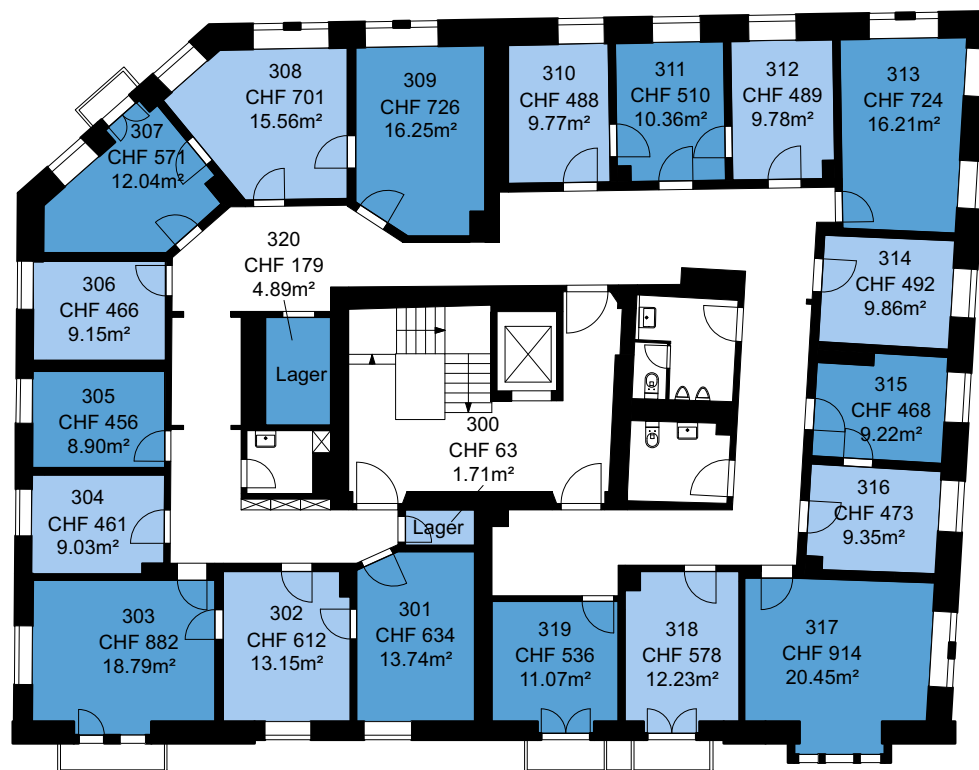 308
CHF 701
15.56m²
309
CHF 726
16.25m²
310
CHF 488
9.77m²
311
CHF 510
10.36m²
312
CHF 489
9.78m²
313
CHF 724
16.21m²
307
CHF 571
12.04m²
320
CHF 179
4.89m²
Lager
306
CHF 466
9.15m²
314
CHF 492
9.86m²
305
CHF 456
8.90m²
315
CHF 468
9.22m²
300
CHF 63
1.71m²
Lager
304
CHF 461
9.03m²
316
CHF 473
9.35m²
303
CHF 882
18.79m²
302
CHF 612
13.15m²
301
CHF 634
13.74m²
319
CHF 536
11.07m²
318
CHF 578
12.23m²
317
CHF 914
20.45m²